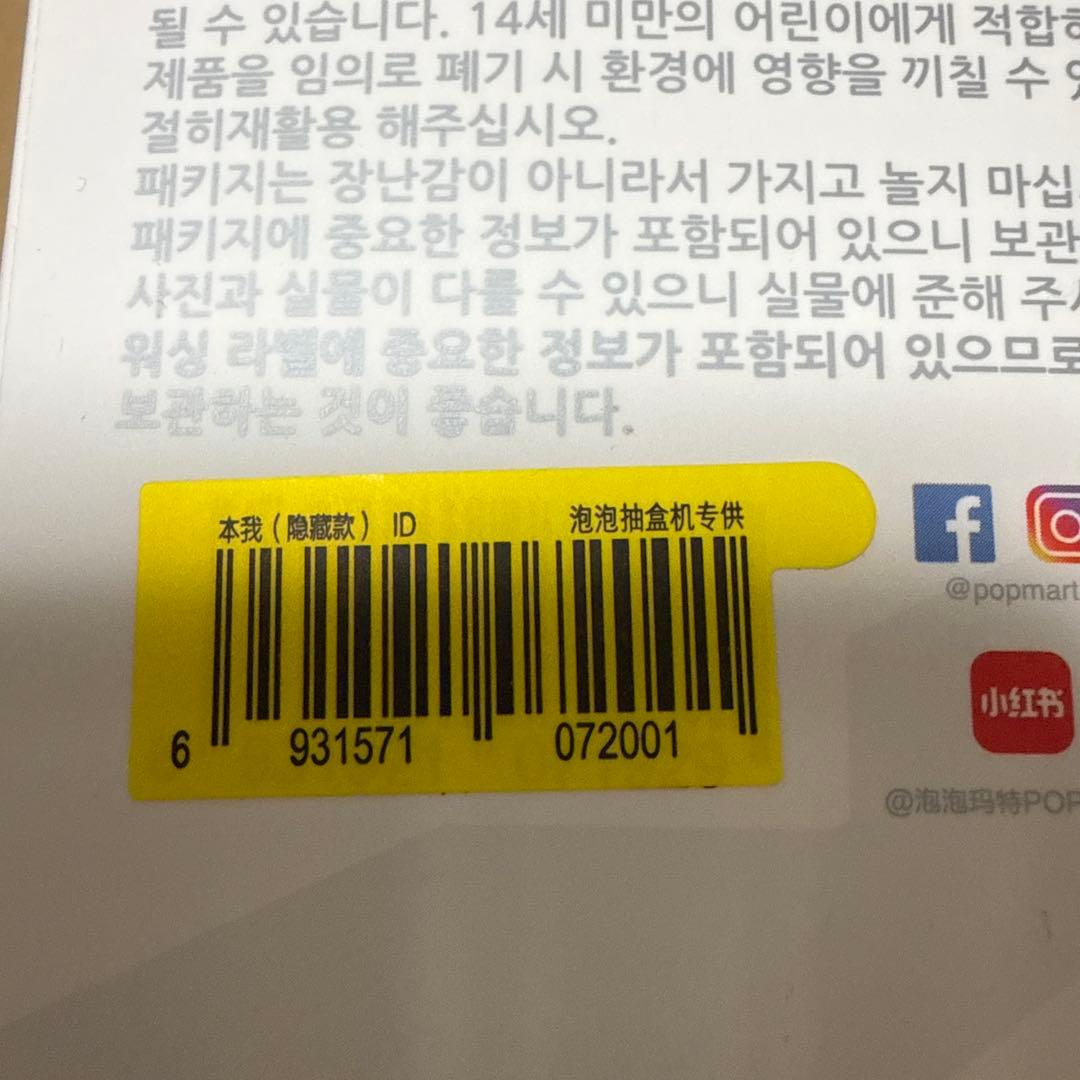 될 수 있습니다. 14세 미만의 어린이에게 적합
제품을 임의로 폐기 시 환경에 영향을 끼칠 수
절히재활용 해주십시오.
패키지는 장난감이 아니라서 가지고 놀지 마십
패키지에 중요한 정보가 포함되어 있으니 보관
사진과 실물이 다를 수 있으니 실물에 준해 주
워싱 라벨에 중요한 정보가 포함되어 있으므로
보관하는 것이 좋습니다.
本我(隐藏款) ID 泡泡抽盒机专供
6 931571 072001
@popmart
小红书
@泡泡玛特POP